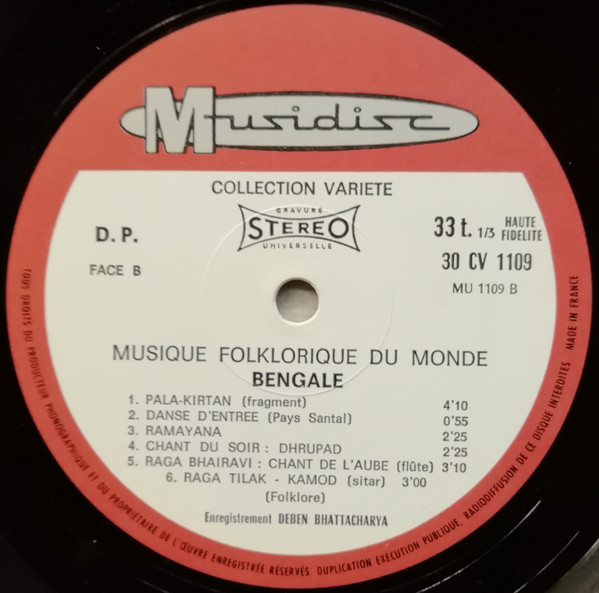 Musidisc
COLLECTION VARIETE
GRAVURE
STEREO
UNIVERSELLE
D. P.
FACE B
33 t. 1/3 HAUTE FIDELITE
30 CV 1109
MU 1109 B
MUSIQUE FOLKLORIQUE DU MONDE
BENGALE
1. PALA-KIRTAN (fragment) 4'10
2. DANSE D'ENTREE (Pays Santal) 0'55
3. RAMAYANA 2'25
4. CHANT DU SOIR : DHRUPAD 2'25
5. RAGA BHAIRAVI : CHANT DE L'AUBE (flûte) 3'10
6. RAGA TILAK - KAMOD (sitar) 3'00
(Folklore)
Enregistrement DEBEN BHATTACHARYA
TOUS DROITS DU PRODUCTEUR PHONOGRAPHIQUE ET DU PROPRIETAIRE DE L'ŒUVRE ENREGISTRÉE RÉSERVÉS. DUPLICATION EXÉCUTION PUBLIQUE, RADIODIFFUSION DE CE DISQUE INTERDITES
MADE IN FRANCE